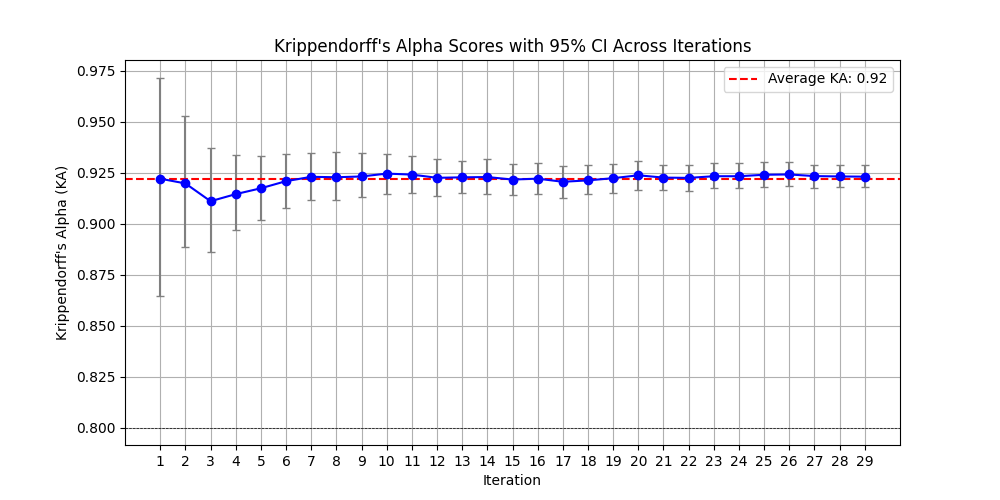 Krippendorff's Alpha Scores with 95% CI Across Iterations
Average KA: 0.92
Krippendorff's Alpha (KA)
0.975
0.950
0.925
0.900
0.875
0.850
0.825
0.800
1 2 3 4 5 6 7 8 9 10 11 12 13 14 15 16 17 18 19 20 21 22 23 24 25 26 27 28 29
Iteration